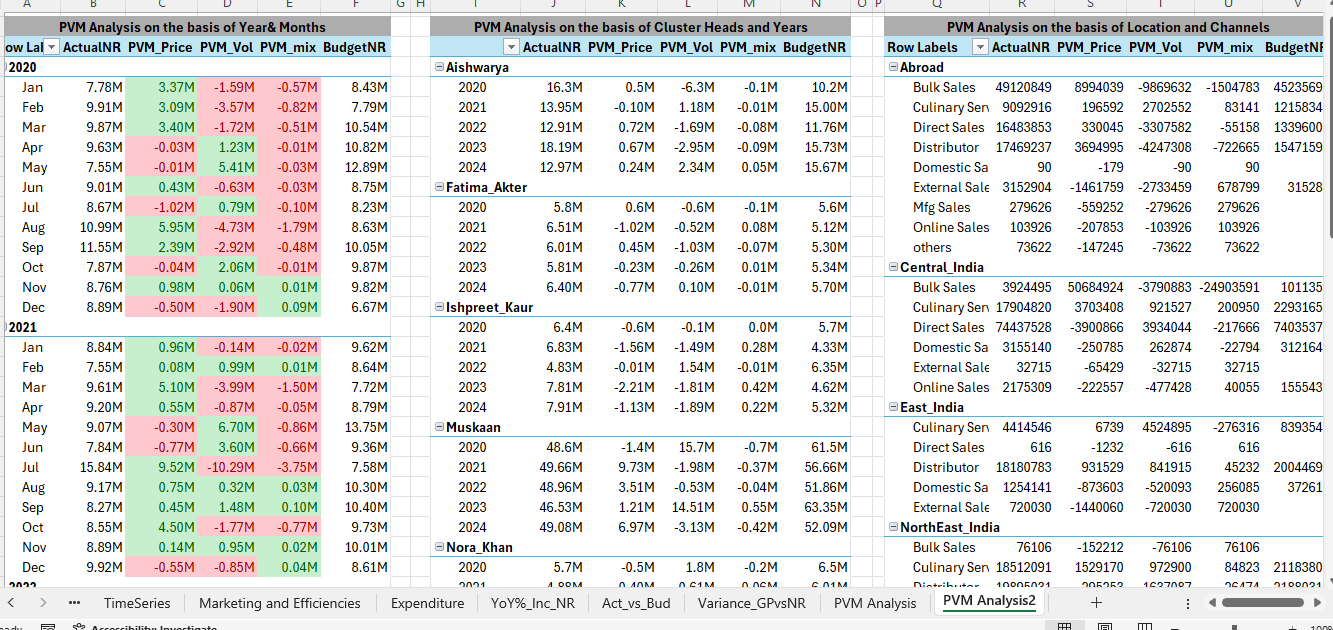 A B C D E F G H I J K L M N O P Q R S T U V
PVM Analysis on the basis of Year& Months PVM Analysis on the basis of Cluster Heads and Years PVM Analysis on the basis of Location and Channels
ow Lal ActualNR PVM_Price PVM_Vol PVM_mix BudgetNR ActualNR PVM_Price PVM_Vol PVM_mix BudgetNR Row Labels ActualNR PVM_Price PVM_Vol PVM_mix BudgetNF
2020 Aishwarya Abroad
Jan 7.78M 3.37M -1.59M -0.57M 8.43M 2020 16.3M 0.5M -6.3M -0.1M 10.2M Bulk Sales 49120849 8994039 -9869632 -1504783 4523569
Feb 9.91M 3.09M -3.57M -0.82M 7.79M 2021 13.95M -0.10M 1.18M -0.01M 15.00M Culinary Serv 9092916 196592 2702552 83141 1215834
Mar 9.87M 3.40M -1.72M -0.51M 10.54M 2022 12.91M 0.72M -1.69M -0.08M 11.76M Direct Sales 16483853 330045 -3307582 -55158 1339600
Apr 9.63M -0.03M 1.23M -0.01M 10.82M 2023 18.19M 0.67M -2.95M -0.09M 15.73M Distributor 17469237 3694995 -4247308 -722665 1547159
May 7.55M -0.01M 5.41M -0.03M 12.89M 2024 12.97M 0.24M 2.34M 0.05M 15.67M Domestic Sa 90 -179 -90 90
Jun 9.01M 0.43M -0.63M -0.03M 8.75M Fatima_Akter External Sale 3152904 -1461759 -2733459 678799 31528
Jul 8.67M -1.02M 0.79M -0.10M 8.23M 2020 5.8M 0.6M -0.6M -0.1M 5.6M Mfg Sales 279626 -559252 -279626 279626
Aug 10.99M 5.95M -4.73M -1.79M 8.63M 2021 6.51M -1.02M -0.52M 0.08M 5.12M Online Sales 103926 -207853 -103926 103926
Sep 11.55M 2.39M -2.92M -0.48M 10.05M 2022 6.01M 0.45M -1.03M -0.07M 5.30M others 73622 -147245 -73622 73622
Oct 7.87M -0.04M 2.06M -0.01M 9.87M 2023 5.81M -0.23M -0.26M 0.01M 5.34M Central_India
Nov 8.76M 0.98M 0.06M 0.01M 9.82M 2024 6.40M -0.77M 0.10M -0.01M 5.70M Bulk Sales 3924495 50684924 -3790883 -24903591 101135
Dec 8.89M -0.50M -1.90M 0.09M 6.67M Ishpreet_Kaur Culinary Serv 17904820 3703408 921527 200950 2293165
2021 2020 6.4M -0.6M -0.1M 0.0M 5.7M Direct Sales 74437528 -3900866 3934044 -217666 7403537
Jan 8.84M 0.96M -0.14M -0.02M 9.62M 2021 6.83M -1.56M -1.49M 0.28M 4.33M Domestic Sa 3155140 -250785 262874 -22794 312164
Feb 7.55M 0.08M 0.99M 0.01M 8.64M 2022 4.83M -0.01M 1.54M -0.01M 6.35M External Sale 32715 -65429 -32715 32715
Mar 9.61M 5.10M -3.99M -1.50M 7.72M 2023 7.81M -2.21M -1.81M 0.42M 4.62M Online Sales 2175309 -222557 -477428 40055 155543
Apr 9.20M 0.55M -0.87M -0.05M 8.79M 2024 7.91M -1.13M -1.89M 0.22M 5.32M East_India
May 9.07M -0.30M 6.70M -0.86M 13.75M Muskaan Culinary Serv 4414546 6739 4524895 -276316 839354
Jun 7.84M -0.77M 3.60M -0.66M 9.36M 2020 48.6M -1.4M 15.7M -0.7M 61.5M Direct Sales 616 -1232 -616 616
Jul 15.84M 9.52M -10.29M -3.75M 7.58M 2021 49.66M 9.73M -1.98M -0.37M 56.66M Distributor 18180783 931529 841915 45232 2004469
Aug 9.17M 0.75M 0.32M 0.03M 10.30M 2022 48.96M 3.51M -0.53M -0.04M 51.86M Domestic Sa 1254141 -873603 -520093 256085 37261
Sep 8.27M 0.45M 1.48M 0.10M 10.40M 2023 46.53M 1.21M 14.51M 0.55M 63.35M External Sale 720030 -1440060 -720030 720030
Oct 8.55M 4.50M -1.77M -0.77M 9.73M 2024 49.08M 6.97M -3.13M -0.42M 52.09M NorthEast_India
Nov 8.89M 0.14M 0.95M 0.02M 10.01M Nora_Khan Bulk Sales 76106 -152212 -76106 76106
Dec 9.92M -0.55M -0.85M 0.04M 8.61M 2020 5.7M -0.5M 1.8M -0.2M 6.5M Culinary Serv 18512091 1529170 972900 84823 2118380
TimeSeries Marketing and Efficiencies Expenditure YoY%_Inc_NR Act_vs_Bud Variance_GPvsNR PVM Analysis PVM Analysis2